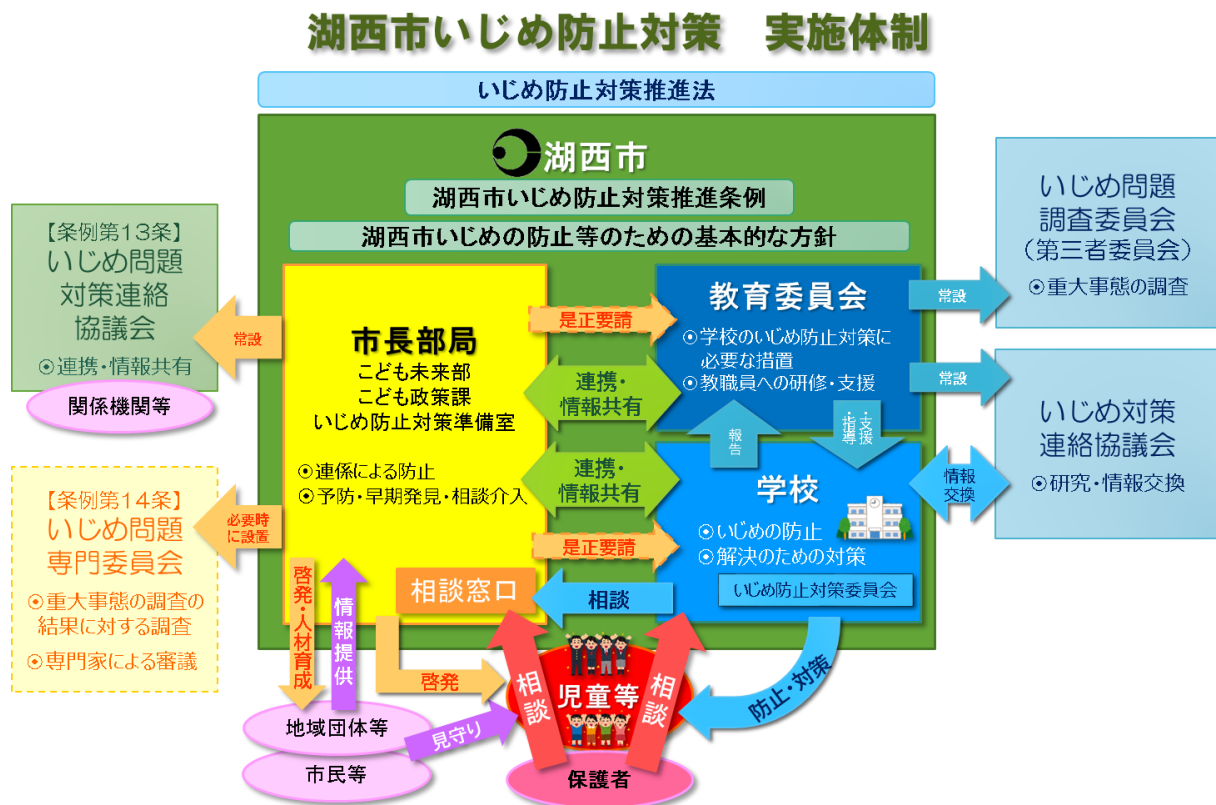 湖西市いじめ防止対策　実施体制
いじめ防止対策推進法
湖西市
湖西市いじめ防止対策推進条例
湖西市いじめの防止等のための基本的な方針
【条例第13条】
いじめ問題
対策連絡
協議会
⊙連携・情報共有
関係機関等
常設
【条例第14条】
いじめ問題
専門委員会
⊙重大事態の調査の
結果に対する調査
⊙専門家による審議
必要時
に設置
市長部局
こども未来部
こども政策課
いじめ防止対策準備室
⊙連係による防止
⊙予防・早期発見・相談介入
相談窓口
是正要請
連携・
情報共有
連携・
情報共有
是正要請
相談
教育委員会
⊙学校のいじめ防止対策に
必要な措置
⊙教職員への研修・支援
報告
・支援
指導
学校
⊙いじめの防止
⊙解決のための対策
いじめ防止対策委員会
常設
いじめ問題
調査委員会
（第三者委員会）
⊙重大事態の調査
常設
いじめ対策
連絡協議会
⊙研究・情報交換
情報
交換
啓発・人材育成
情報提供
啓発
相談
児童等
相談
防止・対策
地域団体等
見守り
市民等
保護者